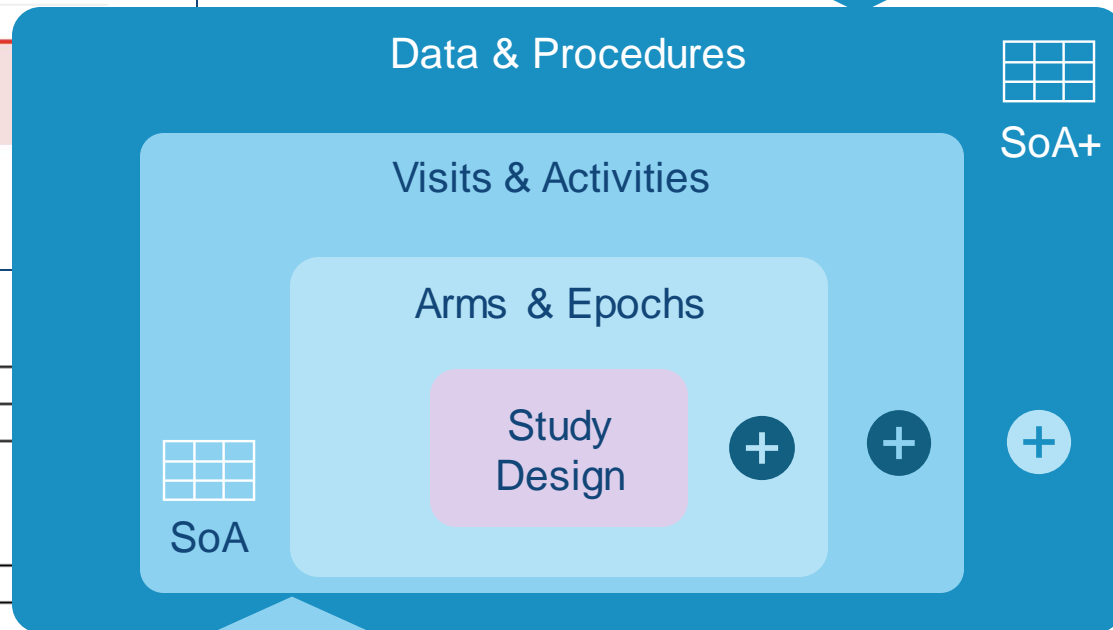 Data & Procedures
SoA+
Visits & Activities
Arms & Epochs
Study
Design
+
+
+
SoA